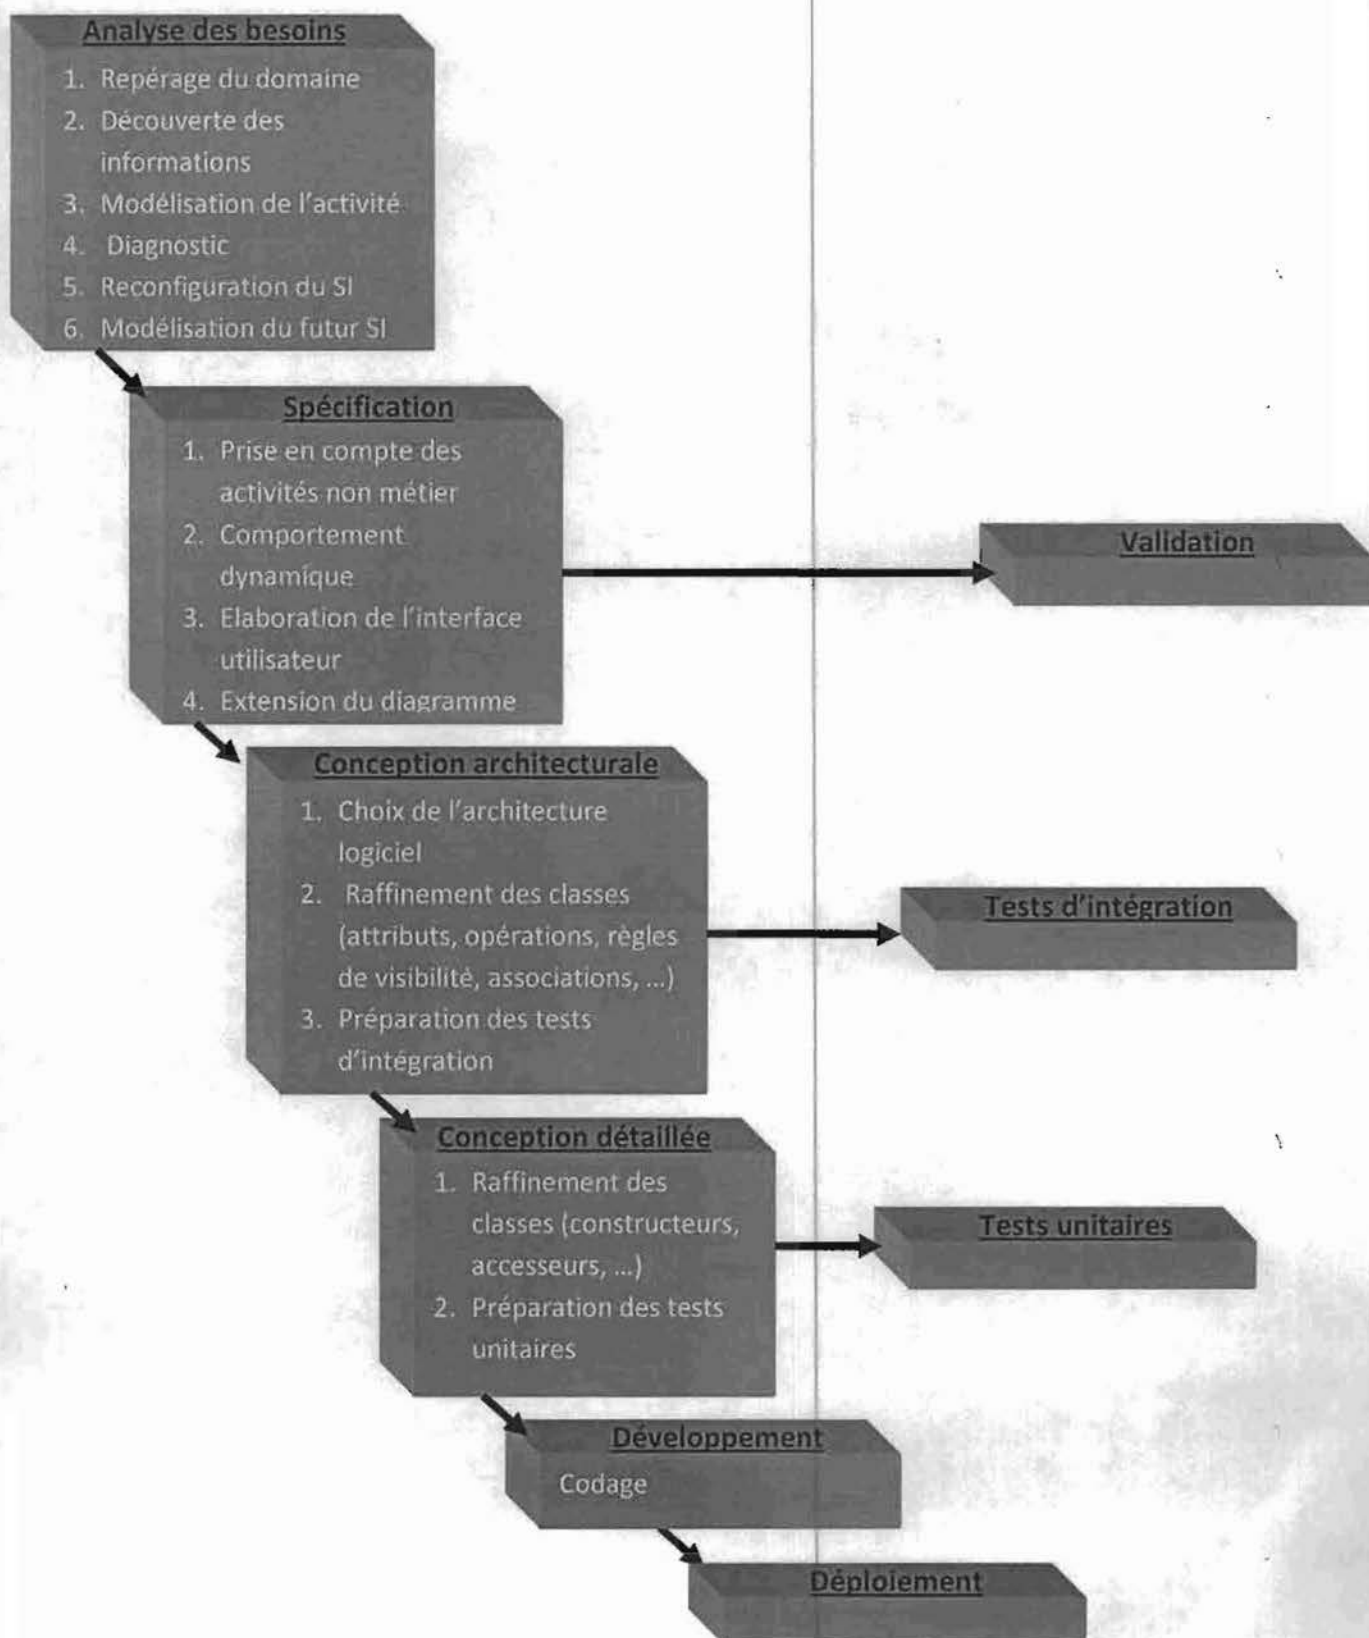 Analyse des besoins
1. Repérage du domaine
2. Découverte des
informations
3. Modélisation de l'activité
4. Diagnostic
5. Reconfiguration du SI
6. Modélisation du futur SI
Spécification
1. Prise en compte des
activités non métier
2. Comportement
dynamique
3. Elaboration de l'interface
utilisateur
4. Extension du diagramme
Validation
Conception architecturale
1. Choix de l'architecture
logiciel
2. Raffinement des classes
(attributs, opérations, règles
de visibilité, associations, ...)
3. Préparation des tests
d'intégration
Tests d'intégration
Conception détaillée
1. Raffinement des
classes (constructeurs,
accesseurs, ...)
2. Préparation des tests
unitaires
Tests unitaires
Développement
Codage
Déploiement